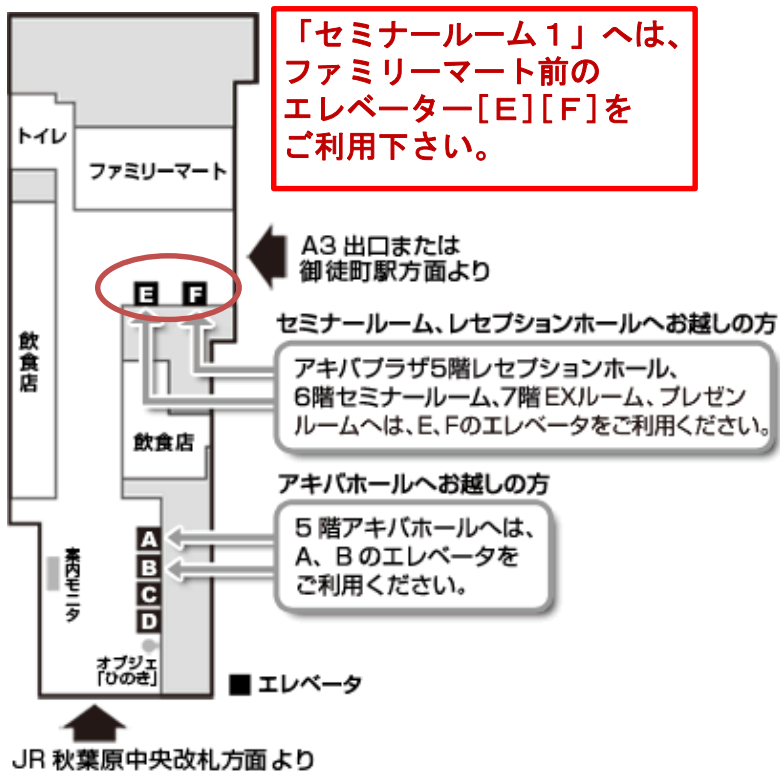 「セミナールーム１」へは、
ファミリーマート前の
エレベーター[Ｅ][Ｆ]を
ご利用下さい。
トイレ
ファミリーマート
A3 出口または
御徒町駅方面より
E F
飲食店
セミナールーム、レセプションホールへお越しの方
アキバプラザ5階レセプションホール、
6階セミナールーム、7階EXルーム、プレゼン
ルームへは、E、Fのエレベータをご利用ください。
飲食店
アキバホールへお越しの方
5 階アキバホールへは、
A、B のエレベータを
ご利用ください。
A
B
C
D
案内モニタ
オブジェ
「ひのき」
■ エレベータ
JR 秋葉原中央改札方面より